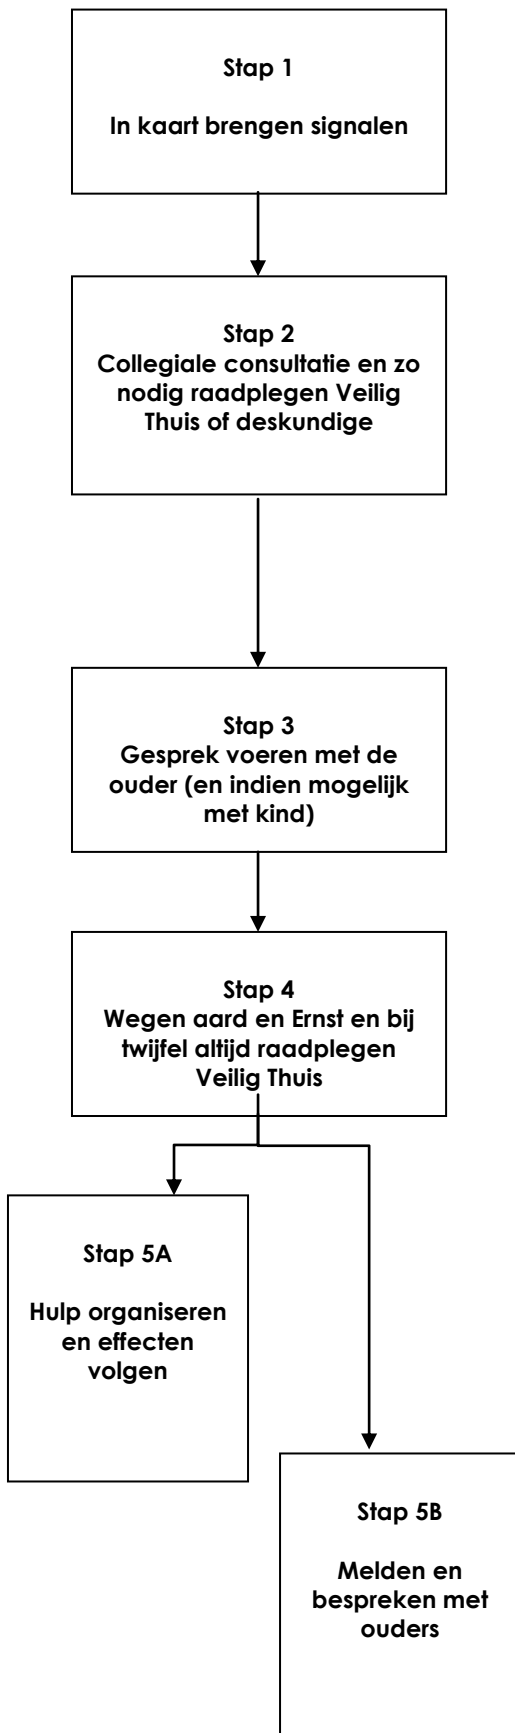 Stap 1
In kaart brengen signalen
Stap 2
Collegiale consultatie en zo
nodig raadplegen Veilig
Thuis of deskundige
Stap 3
Gesprek voeren met de
ouder (en indien mogelijk
met kind)
Stap 4
Wegen aard en Ernst en bij
twijfel altijd raadplegen
Veilig Thuis
Stap 5A
Hulp organiseren
en effecten
volgen
Stap 5B
Melden en
bespreken met
ouders